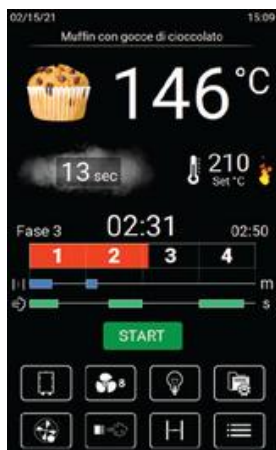 02/15/21 15:09
Muffin con gocce di cioccolato
146°C
13 sec
210
Set °C
Fase 3 02:31 02:50
1 2 3 4
m
s
START
8